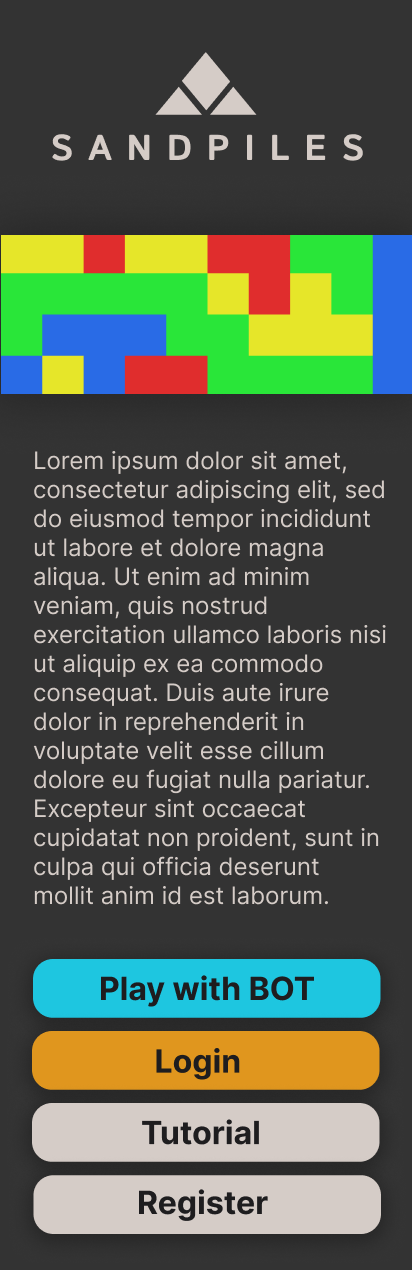 SANDPILES
Lorem ipsum dolor sit amet,
consectetur adipiscing elit, sed
do eiusmod tempor incididunt
ut labore et dolore magna
aliqua. Ut enim ad minim
veniam, quis nostrud
exercitation ullamco laboris nisi
ut aliquip ex ea commodo
consequat. Duis aute irure
dolor in reprehenderit in
voluptate velit esse cillum
dolore eu fugiat nulla pariatur.
Excepteur sint occaecat
cupidatat non proident, sunt in
culpa qui officia deserunt
mollit anim id est laborum.
Play with BOT
Login
Tutorial
Register